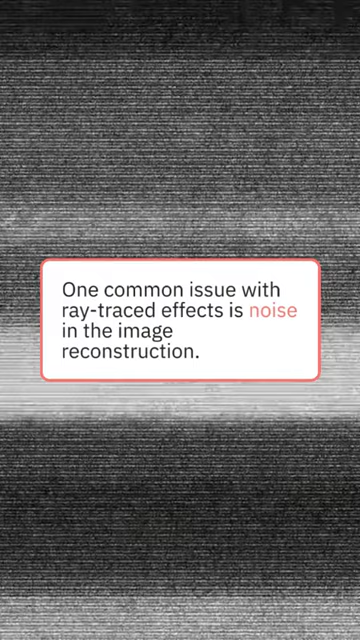 One common issue with
ray-traced effects is noise
in the image
reconstruction.